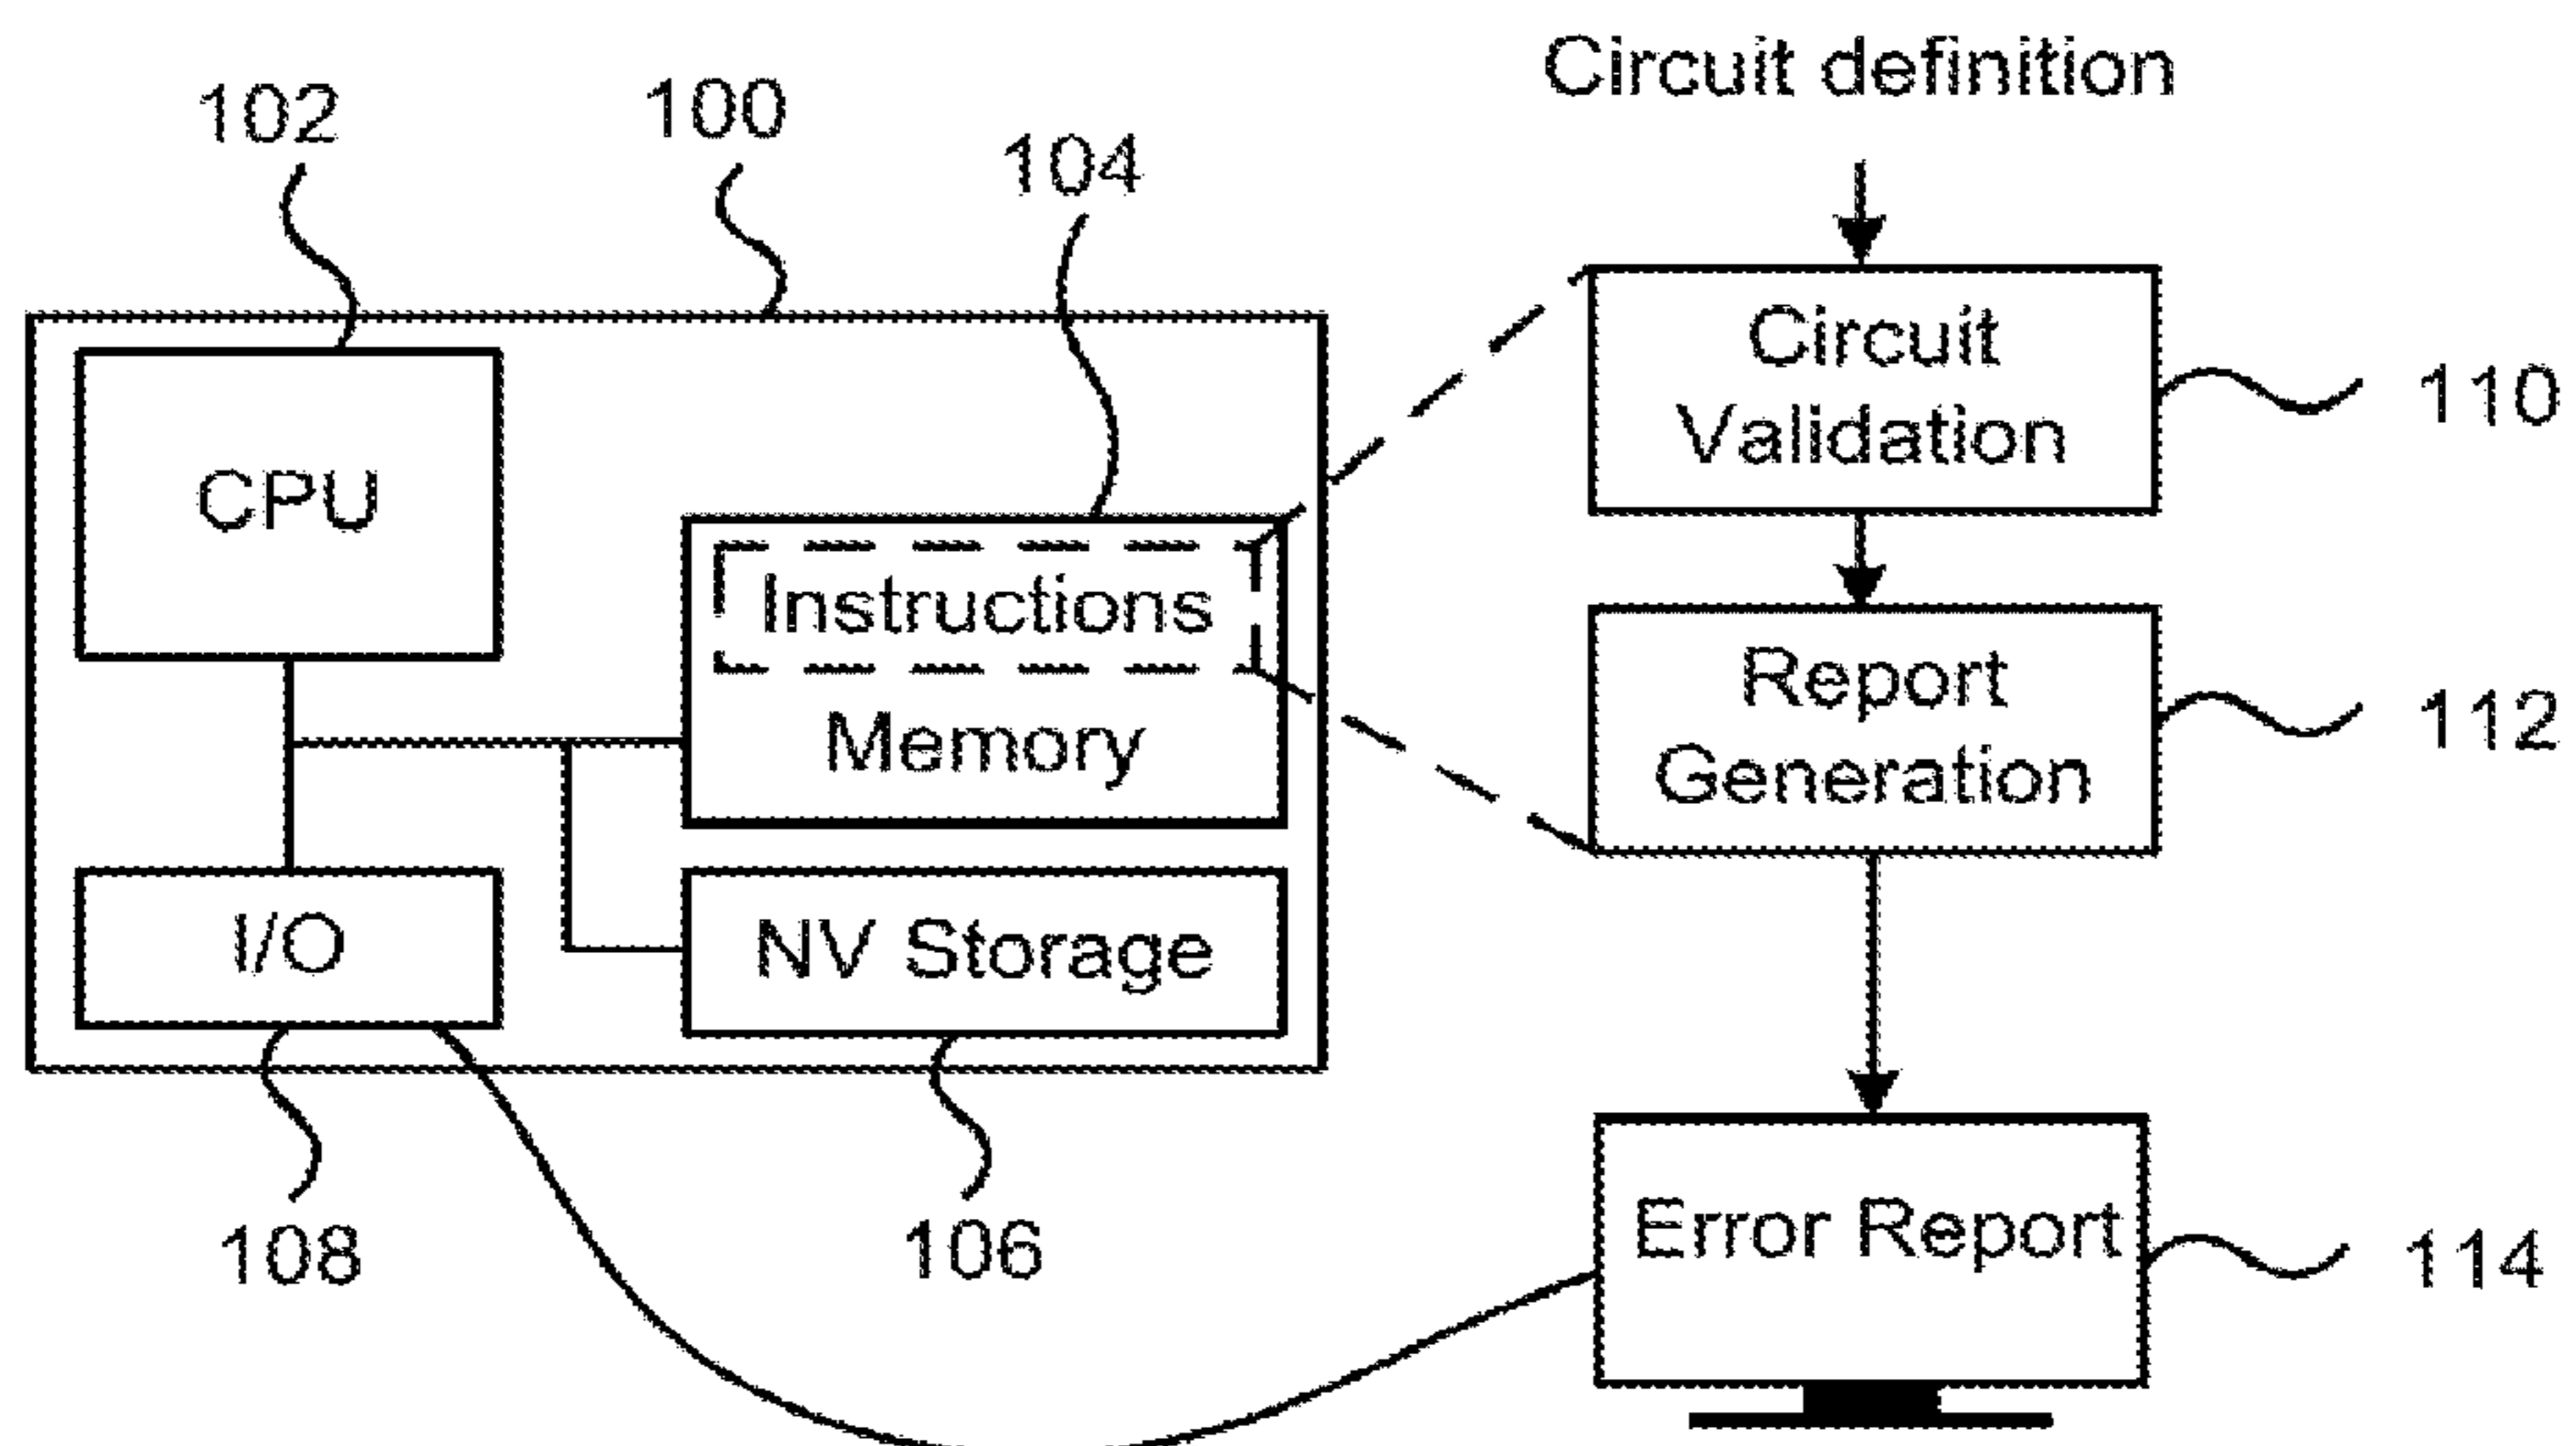 Circuit definition
102
100
104
CPU
Instructions
Memory
I/O
NV Storage
108
106
Circuit
Validation
110
Report
Generation
112
Error Report
114